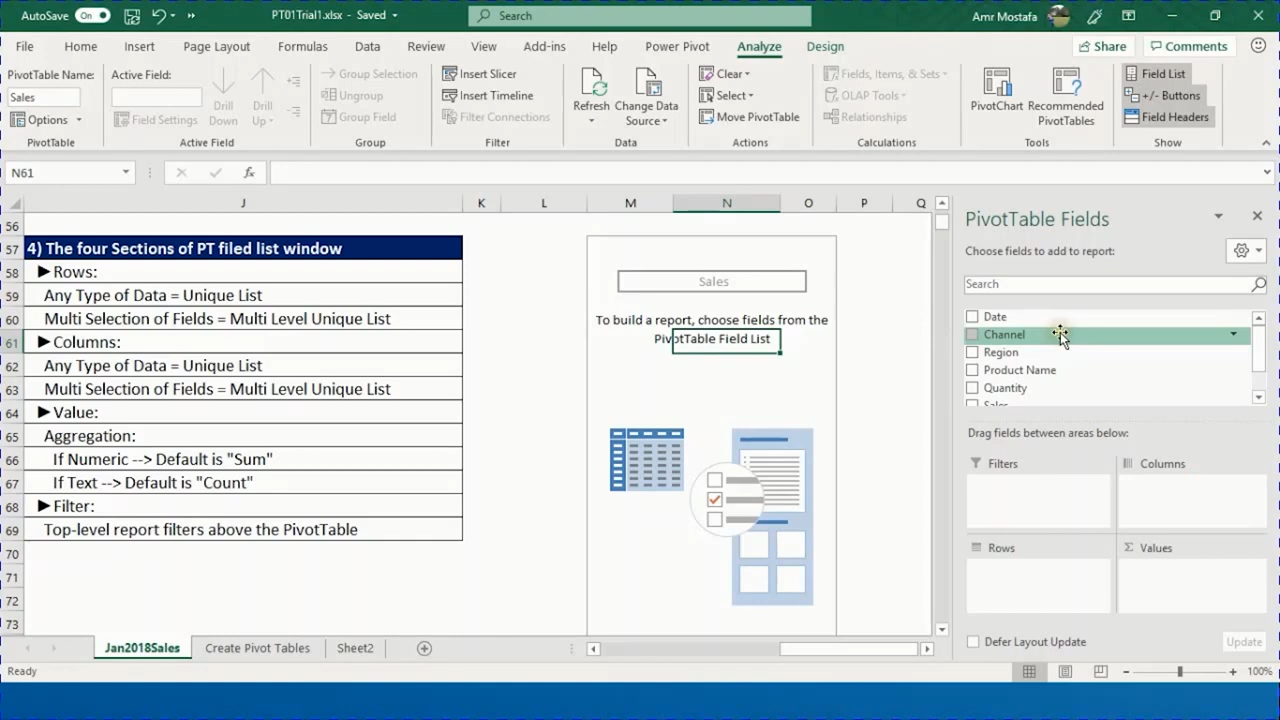 AutoSave On PT01Trial1.xlsx - Saved Search Amr Mostafa
File Home Insert Page Layout Formulas Data Review View Add-ins Help Power Pivot Analyze Design Share Comments
PivotTable Name:
Sales
Options
PivotTable
Active Field:
Field Settings
Drill Down
Drill Up
Active Field
Group Selection
Ungroup
Group Field
Group
Insert Slicer
Insert Timeline
Filter Connections
Filter
Refresh
Change Data Source
Data
Clear
Select
Move PivotTable
Actions
Fields, Items, & Sets
OLAP Tools
Relationships
Calculations
PivotChart
Recommended PivotTables
Tools
Field List
+/- Buttons
Field Headers
Show
N61 fx
J K L M N O P Q
56
57 4) The four Sections of PT filed list window
58 ►Rows:
59 Any Type of Data = Unique List
60 Multi Selection of Fields = Multi Level Unique List
61 ►Columns:
62 Any Type of Data = Unique List
63 Multi Selection of Fields = Multi Level Unique List
64 ►Value:
65 Aggregation:
66 If Numeric --> Default is "Sum"
67 If Text --> Default is "Count"
68 ►Filter:
69 Top-level report filters above the PivotTable
70
71
72
73
Sales
To build a report, choose fields from the
PivotTable Field List
PivotTable Fields
Choose fields to add to report:
Search
Date
Channel
Region
Product Name
Quantity
Sales
Drag fields between areas below:
Filters
Columns
Rows
Σ Values
Defer Layout Update Update
Jan2018Sales Create Pivot Tables Sheet2
Ready 100%